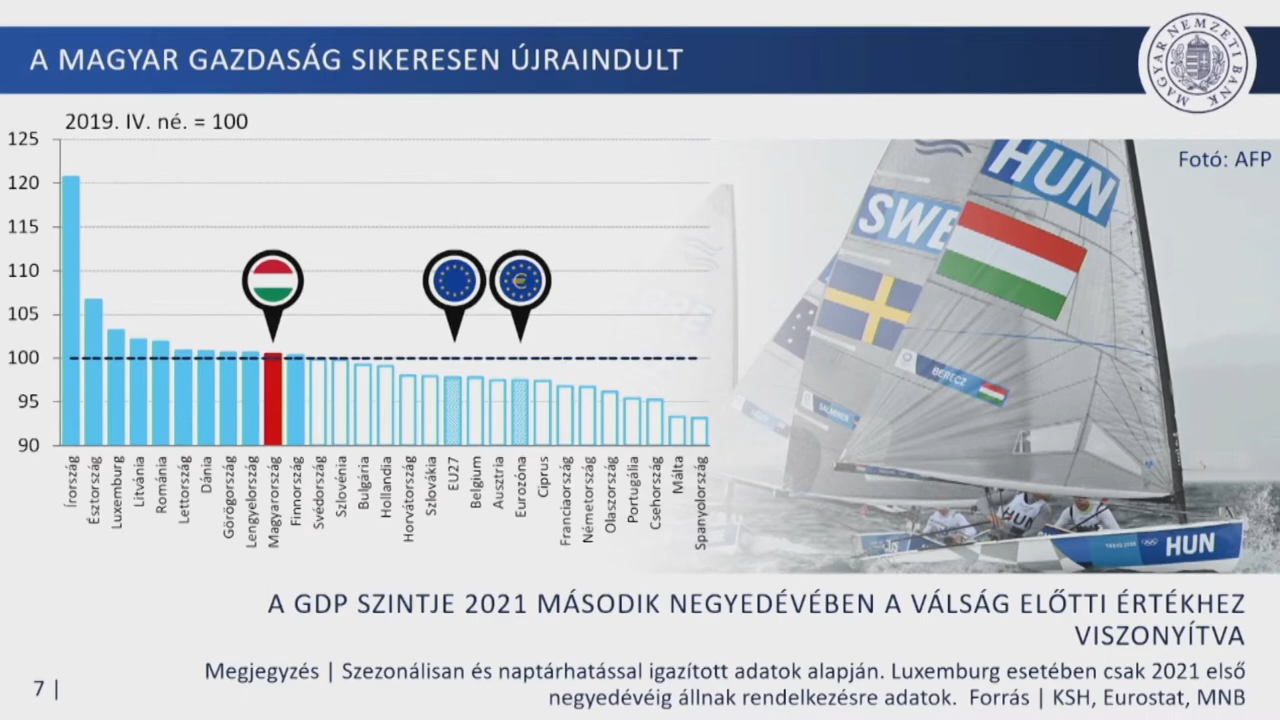 A MAGYAR GAZDASÁG SIKERESEN ÚJRAINDULT
MAGYAR NEMZETI BANK
2019. IV. né. = 100
Fotó: AFP
125
120
115
110
105
100
95
90
Írország
Észtország
Luxemburg
Litvánia
Románia
Lettország
Dánia
Görögország
Lengyelország
Magyarország
Finnország
Svédország
Szlovénia
Bulgária
Hollandia
Horvátország
Szlovákia
EU27
Belgium
Ausztria
Eurozóna
Ciprus
Franciaország
Németország
Olaszország
Portugália
Csehország
Málta
Spanyolország
€
HUN
SWE
BERECZ
SALMINEN
HUN
HUN
A GDP SZINTJE 2021 MÁSODIK NEGYEDÉVÉBEN A VÁLSÁG ELŐTTI ÉRTÉKHEZ
VISZONYÍTVA
Megjegyzés | Szezonálisan és naptárhatással igazított adatok alapján. Luxemburg esetében csak 2021 első
negyedévéig állnak rendelkezésre adatok. Forrás | KSH, Eurostat, MNB
7 |